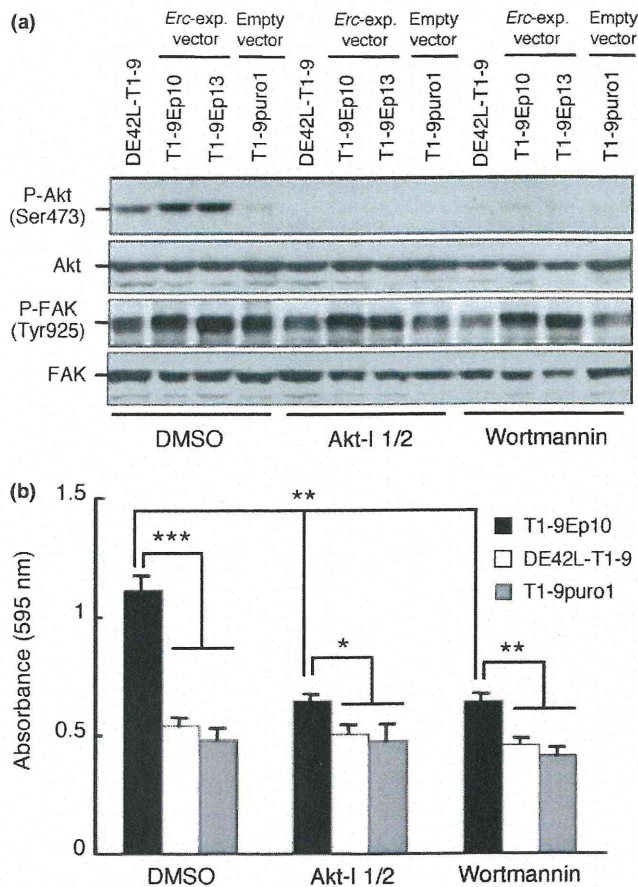 (a)
Erc-exp. vector
Empty vector
Erc-exp. vector
Empty vector
Erc-exp. vector
Empty vector
DE42L-T1-9
T1-9Ep10
T1-9Ep13
T1-9puro1
DE42L-T1-9
T1-9Ep10
T1-9Ep13
T1-9puro1
DE42L-T1-9
T1-9Ep10
T1-9Ep13
T1-9puro1
P-Akt
(Ser473)
Akt
P-FAK
(Tyr925)
FAK
DMSO
Akt-I 1/2
Wortmannin
(b)
Absorbance (595 nm)
1.5
1
0.5
0
**
***
*
**
T1-9Ep10
DE42L-T1-9
T1-9puro1
DMSO
Akt-I 1/2
Wortmannin